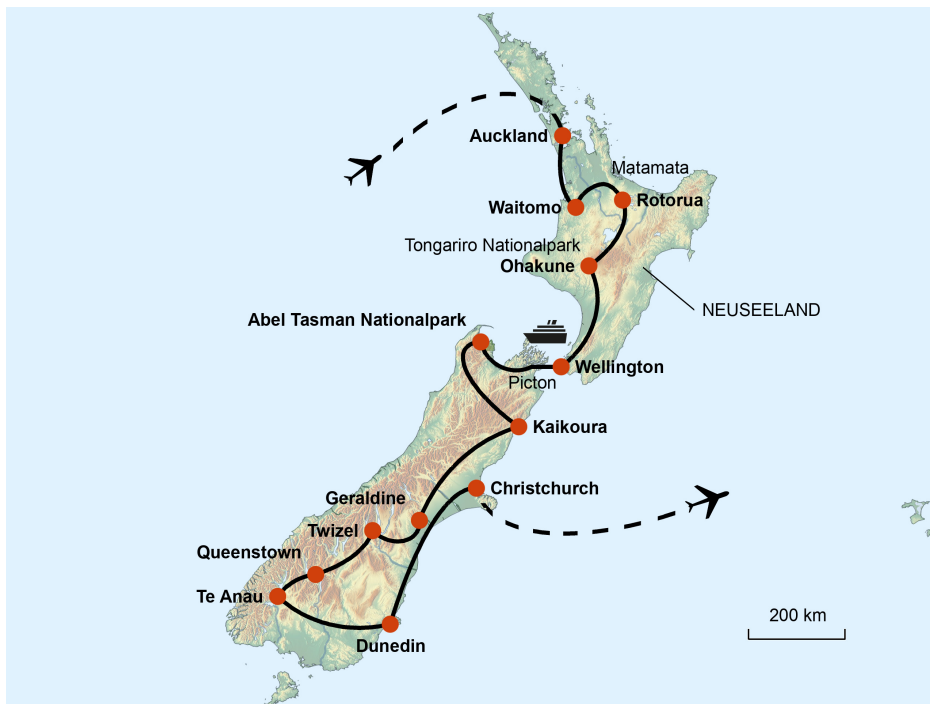 Auckland
Matamata
Waitomo
Rotorua
Tongariro Nationalpark
Ohakune
NEUSEELAND
Abel Tasman Nationalpark
Wellington
Picton
Kaikoura
Christchurch
Geraldine
Twizel
Queenstown
Te Anau
200 km
Dunedin